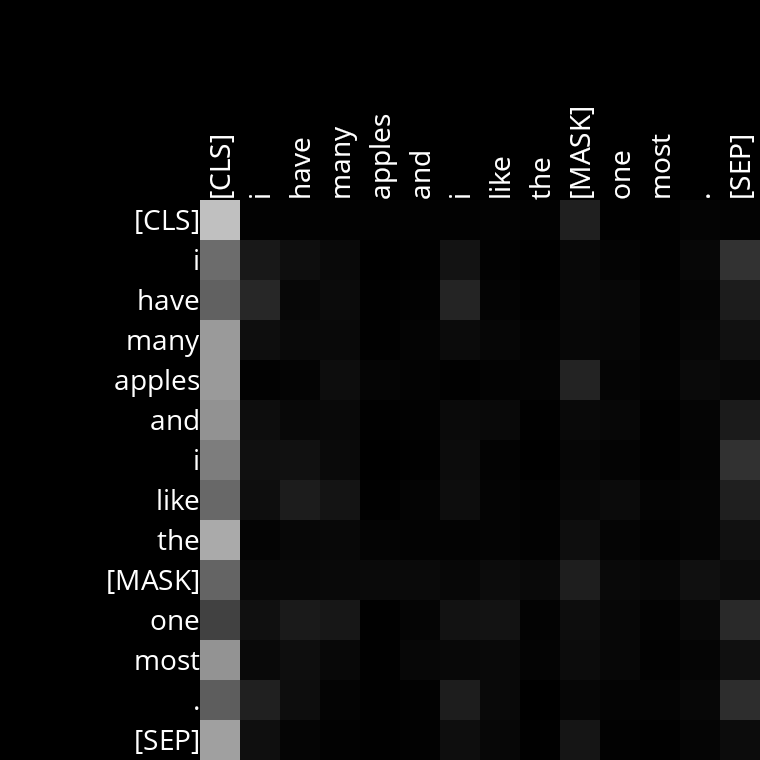 [CLS] i have many apples and i like the [MASK] one most . [SEP]
[CLS]
i
have
many
apples
and
i
like
the
[MASK]
one
most
.
[SEP]